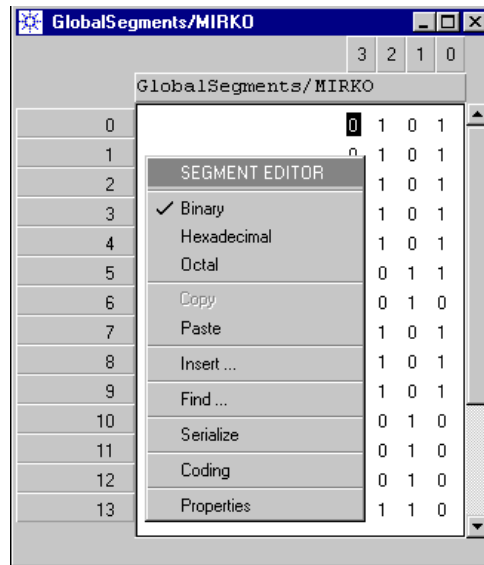 GlobalSegments/MIRKO
3 2 1 0
GlobalSegments/MIRKO
0 0 1 0 1
1 0 1 0 1
SEGMENT EDITOR
2 1 0 1
Binary
3 1 0 1
Hexadecimal
4 1 0 1
Octal
5 0 1 1
Copy
6 0 1 0
Paste
7 1 0 1
Insert ...
8 1 0 1
Find ...
9 1 0 1
10 0 1 0
Serialize
11 0 1 0
Coding
12 0 1 0
Properties
13 1 1 0